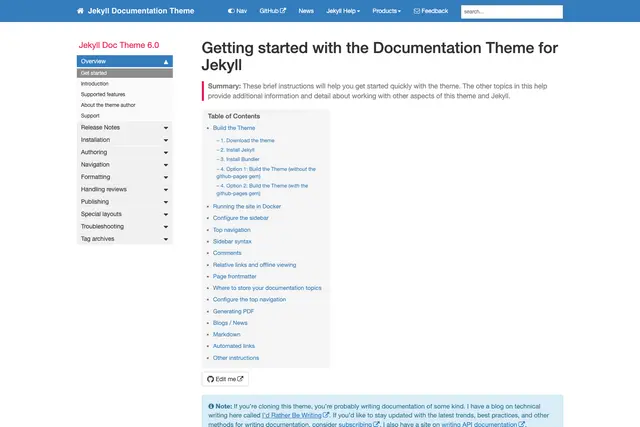 Jekyll Documentation Theme
Nav
GitHub
News
Jekyll Help
Products
Feedback
search...
Jekyll Doc Theme 6.0
Overview
Get started
Introduction
Supported features
About the theme author
Support
Release Notes
Installation
Authoring
Navigation
Formatting
Handling reviews
Publishing
Special layouts
Troubleshooting
Tag archives
Getting started with the Documentation Theme for
Jekyll
Summary: These brief instructions will help you get started quickly with the theme. The other topics in this help
provide additional information and detail about working with other aspects of this theme and Jekyll.
Table of Contents
Build the Theme
– 1. Download the theme
– 2. Install Jekyll
– 3. Install Bundler
– 4. Option 1: Build the Theme (without the
github-pages gem)
– 4. Option 2: Build the Theme (with the
github-pages gem)
Running the site in Docker
Configure the sidebar
Top navigation
Sidebar syntax
Comments
Relative links and offline viewing
Page frontmatter
Where to store your documentation topics
Configure the top navigation
Generating PDF
Blogs / News
Markdown
Automated links
Other instructions
Edit me
Note: If you're cloning this theme, you're probably writing documentation of some kind. I have a blog on technical
writing here called I'd Rather Be Writing. If you'd like to stay updated with the latest trends, best practices, and other
methods for writing documentation, consider subscribing. I also have a site on writing API documentation.